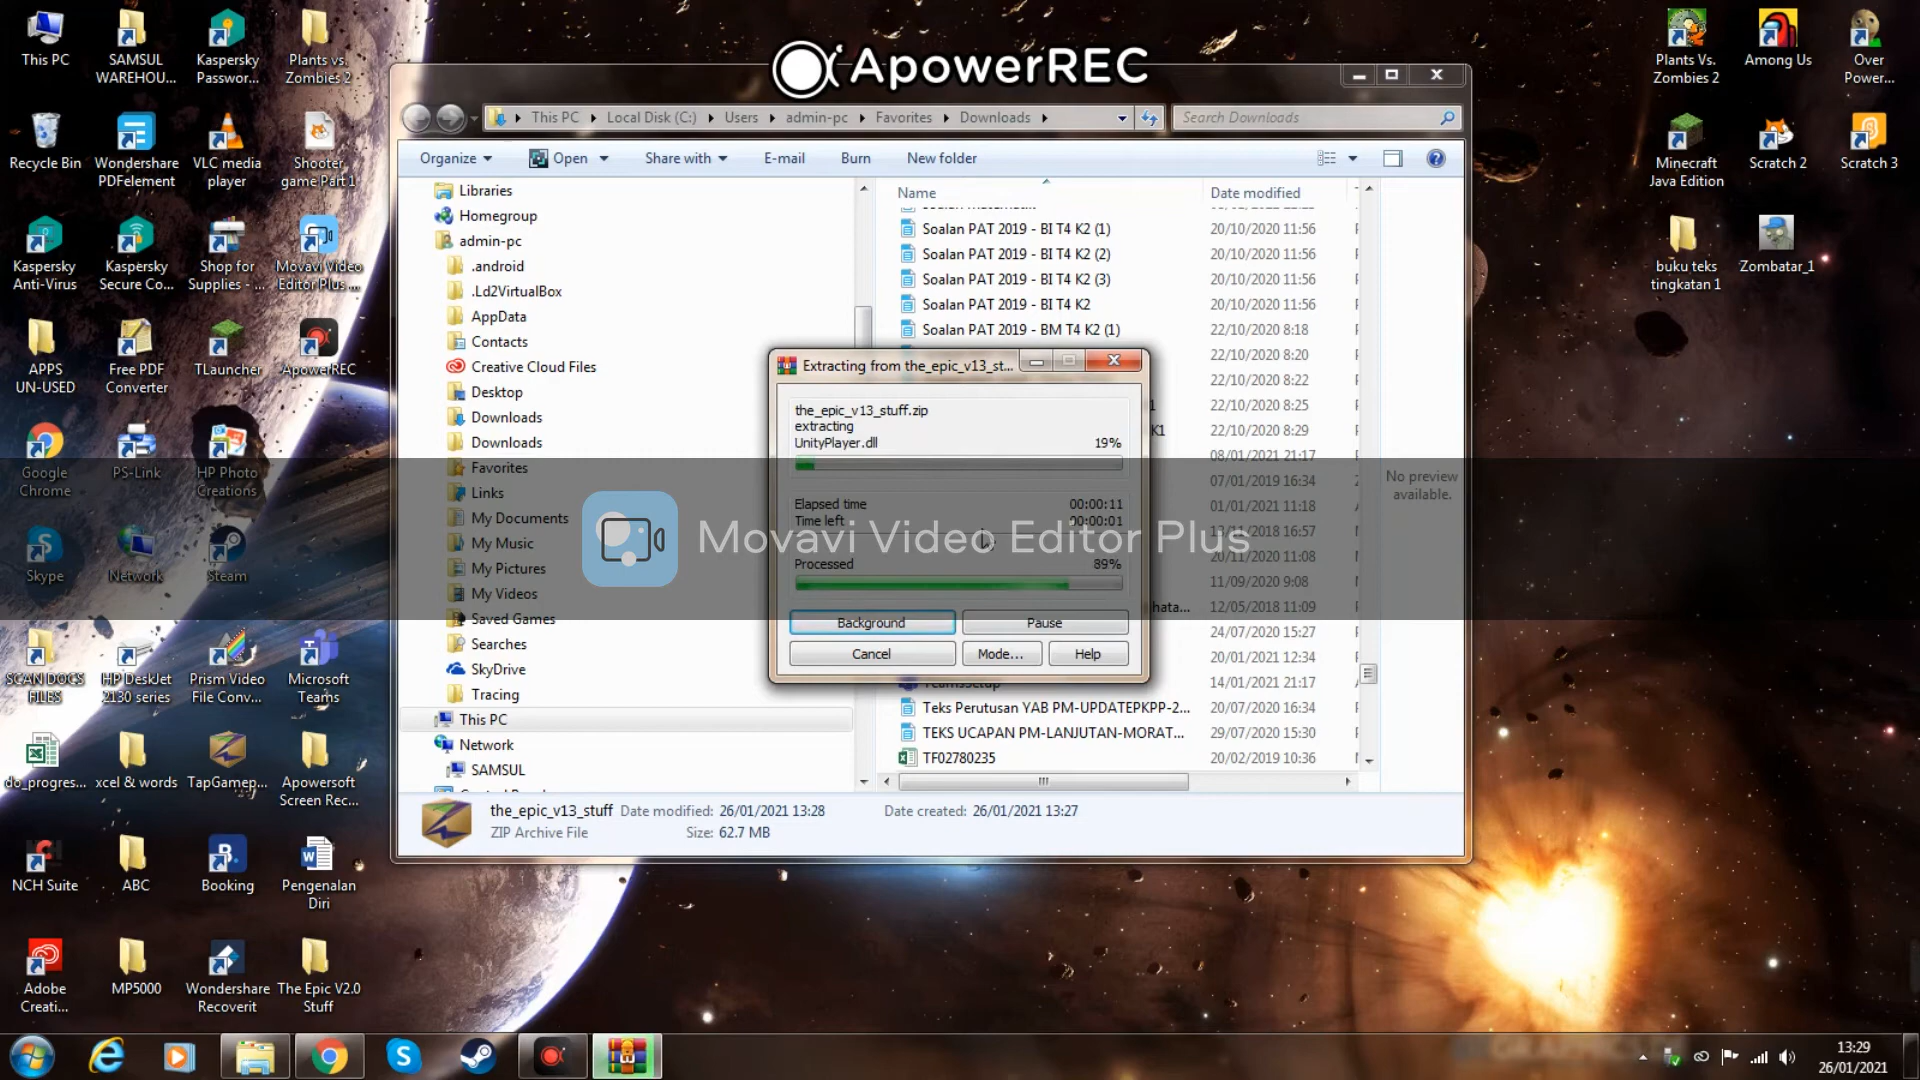 ApowerREC
This PC
SAMSUL
WAREHOU...
Kaspersky
Passwor...
Plants vs.
Zombies 2
Recycle Bin
Wondershare
PDFelement
VLC media
player
Shooter
game Part 1
Kaspersky
Anti-Virus
Kaspersky
Secure Co...
Shop for
Supplies - ...
Movavi Video
Editor Plus ...
APPS
UN-USED
Free PDF
Converter
TLauncher
ApowerREC
Google
Chrome
PS-Link
HP Photo
Creations
Skype
Network
Steam
SCAN DOCS
FILES
HP DeskJet
2130 series
Prism Video
File Conv...
Microsoft
Teams
do_progres...
xcel & words
TapGamep...
Apowersoft
Screen Rec...
NCH Suite
ABC
Booking
Pengenalan
Diri
Adobe
Creati...
MP5000
Wondershare
Recoverit
The Epic V2.0
Stuff
This PC
Local Disk (C:)
Users
admin-pc
Favorites
Downloads
Search Downloads
Organize
Open
Share with
E-mail
Burn
New folder
Libraries
Homegroup
admin-pc
.android
.Ld2VirtualBox
AppData
Contacts
Creative Cloud Files
Desktop
Downloads
Downloads
Favorites
Links
My Documents
My Music
My Pictures
My Videos
Saved Games
Searches
SkyDrive
Tracing
This PC
Network
SAMSUL
Name Date modified
Soalan PAT 2019 - BI T4 K2 (1) 20/10/2020 11:56
Soalan PAT 2019 - BI T4 K2 (2) 20/10/2020 11:56
Soalan PAT 2019 - BI T4 K2 (3) 20/10/2020 11:56
Soalan PAT 2019 - BI T4 K2 20/10/2020 11:56
Soalan PAT 2019 - BM T4 K2 (1) 22/10/2020 8:18
22/10/2020 8:20
22/10/2020 8:22
22/10/2020 8:25
K1 22/10/2020 8:29
08/01/2021 21:17
07/01/2019 16:34
01/01/2021 11:18
13/11/2018 16:57
20/11/2020 11:08
11/09/2020 9:08
hata... 12/05/2018 11:09
24/07/2020 15:27
20/01/2021 12:34
TeamsSetup 14/01/2021 21:17
Teks Perutusan YAB PM-UPDATEPKPP-2... 20/07/2020 16:34
TEKS UCAPAN PM-LANJUTAN-MORAT... 29/07/2020 15:30
TF02780235 20/02/2019 10:36
No preview
available.
Extracting from the_epic_v13_st...
the_epic_v13_stuff.zip
extracting
UnityPlayer.dll 19%
Elapsed time 00:00:11
Time left 00:00:01
Processed 89%
Background
Pause
Cancel
Mode...
Help
Movavi Video Editor Plus
the_epic_v13_stuff Date modified: 26/01/2021 13:28 Date created: 26/01/2021 13:27
ZIP Archive File Size: 62.7 MB
Plants Vs.
Zombies 2
Among Us
Over
Power...
Minecraft
Java Edition
Scratch 2
Scratch 3
buku teks
tingkatan 1
Zombatar_1
13:29
26/01/2021